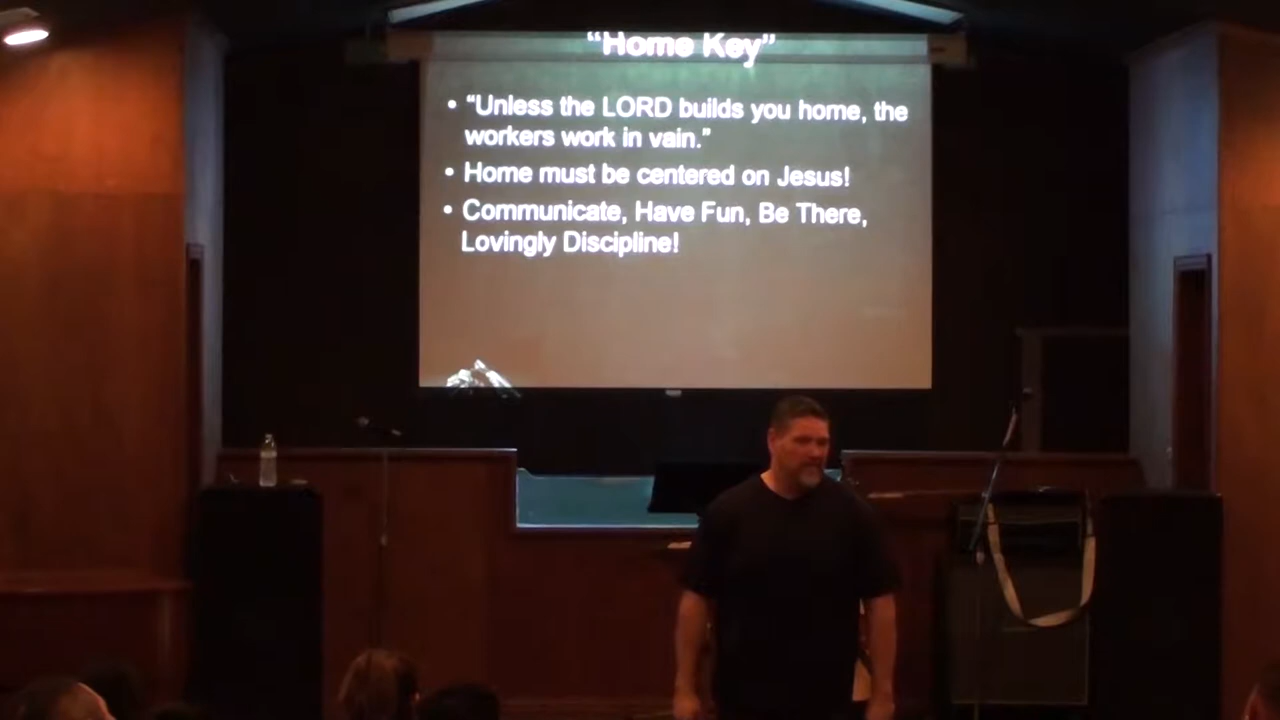 "Home Key"
• "Unless the LORD builds you home, the
workers work in vain."
• Home must be centered on Jesus!
• Communicate, Have Fun, Be There,
Lovingly Discipline!